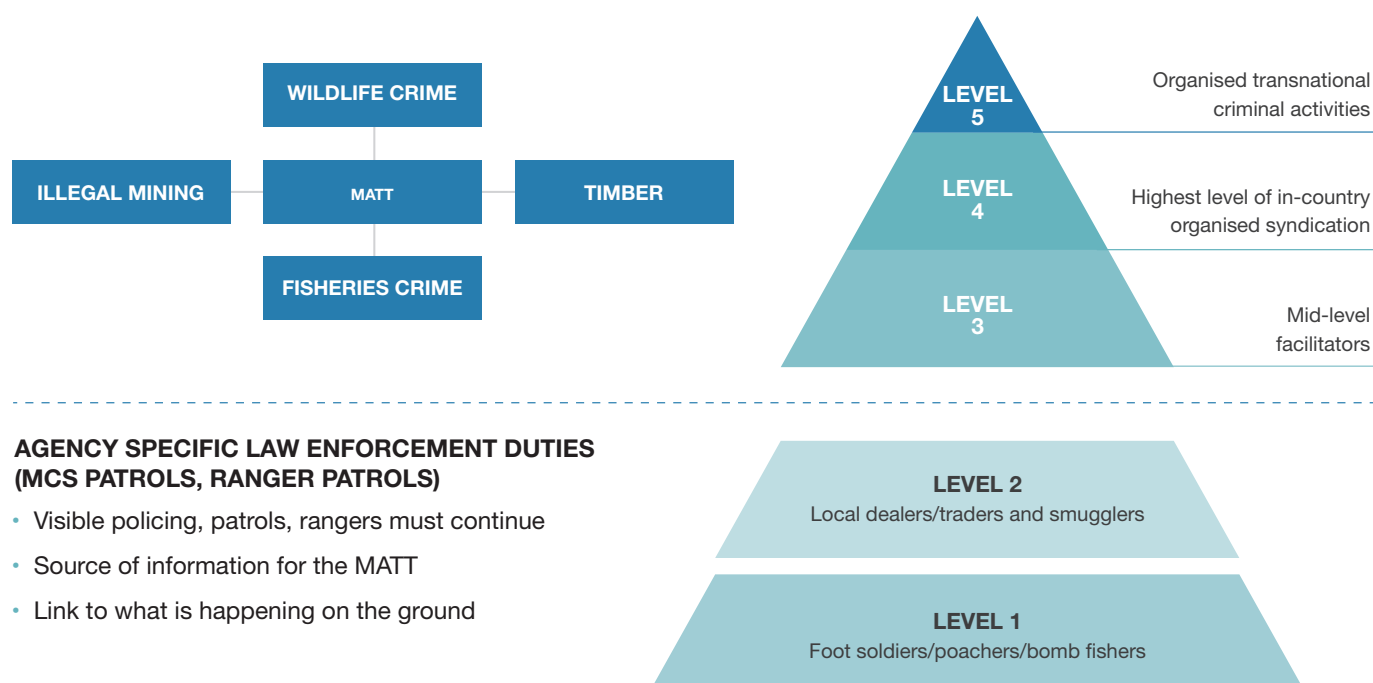 WILDLIFE CRIME
ILLEGAL MINING
MATT
TIMBER
FISHERIES CRIME
LEVEL
5
Organised transnational
criminal activities
LEVEL
4
Highest level of in-country
organised syndication
LEVEL
3
Mid-level
facilitators
AGENCY SPECIFIC LAW ENFORCEMENT DUTIES
(MCS PATROLS, RANGER PATROLS)
• Visible policing, patrols, rangers must continue
• Source of information for the MATT
• Link to what is happening on the ground
LEVEL 2
Local dealers/traders and smugglers
LEVEL 1
Foot soldiers/poachers/bomb fishers